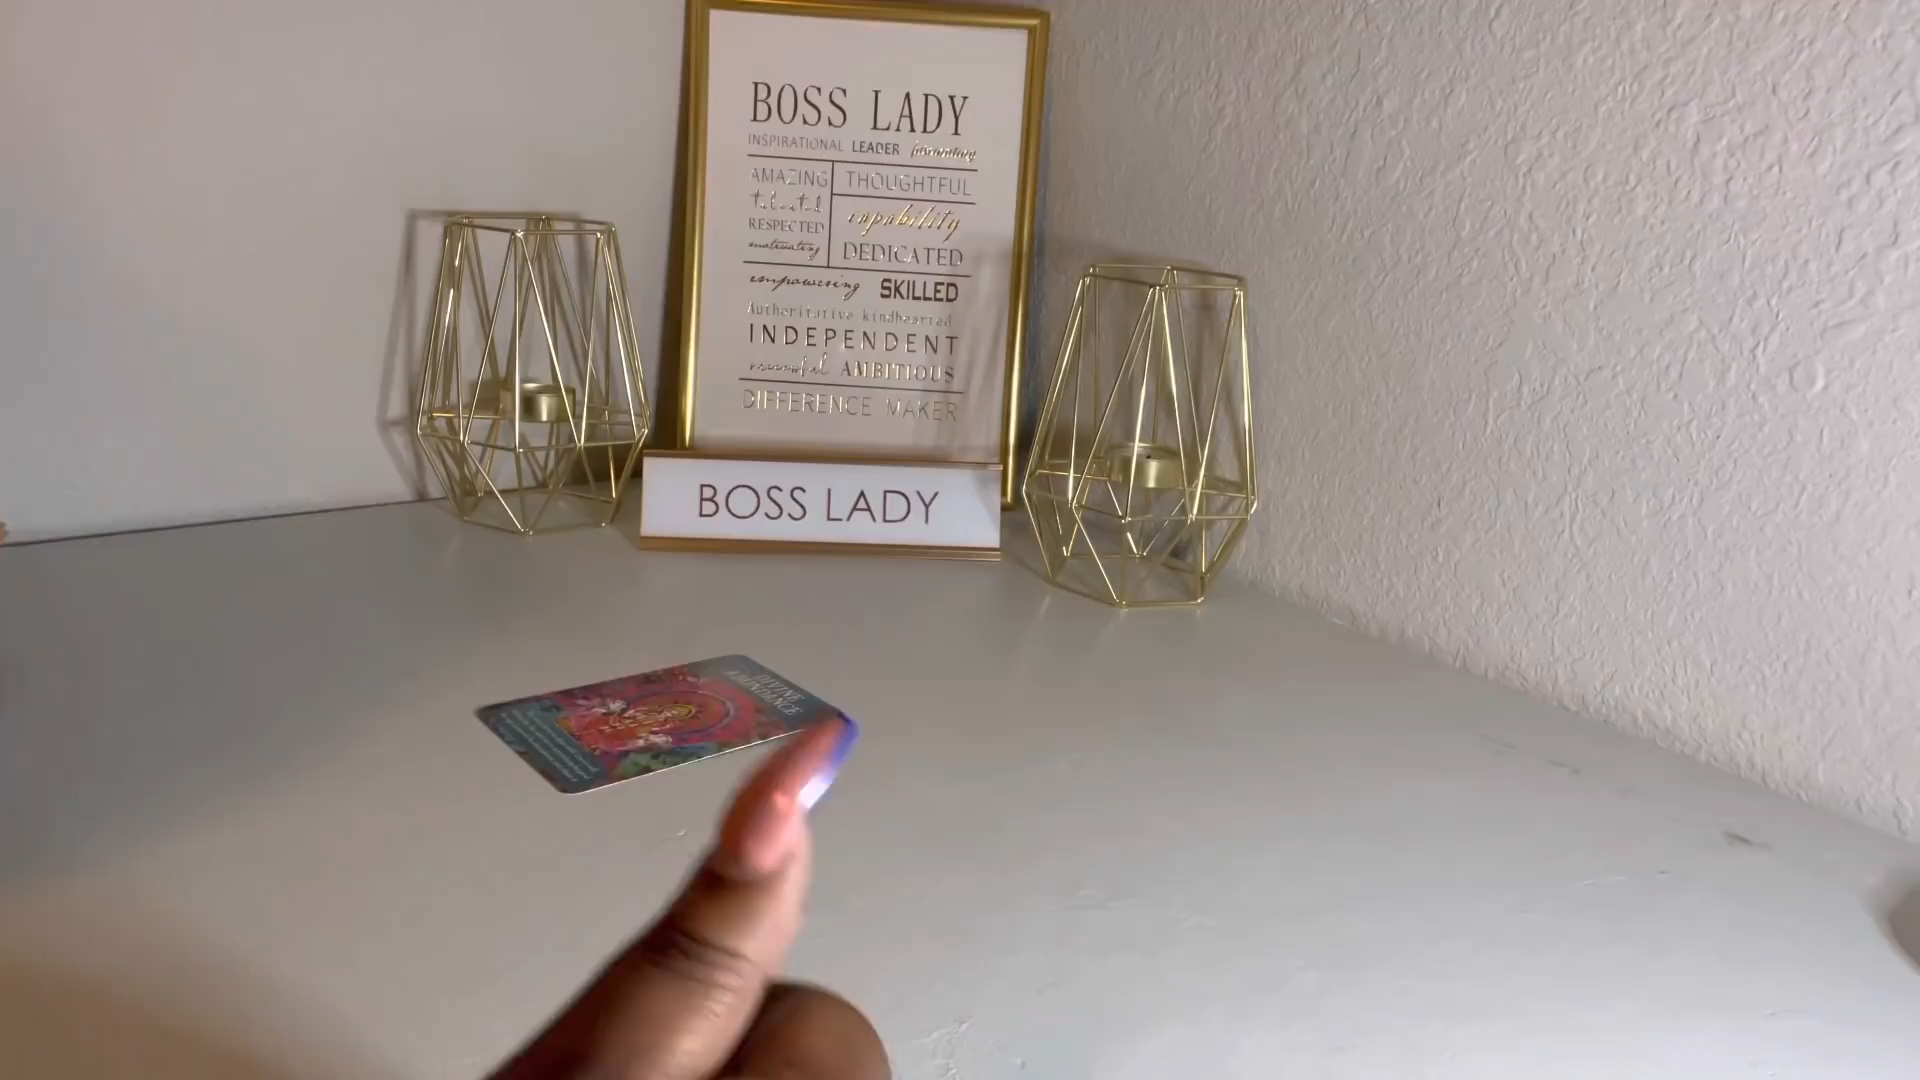 BOSS LADY
INSPIRATIONAL LEADER
AMAZING
talented
RESPECTED
motivating
THOUGHTFUL
capability
DEDICATED
empowering SKILLED
Authoritative kindhearted
INDEPENDENT
AMBITIOUS
DIFFERENCE MAKER
BOSS LADY
DIVINE
ABUNDANCE